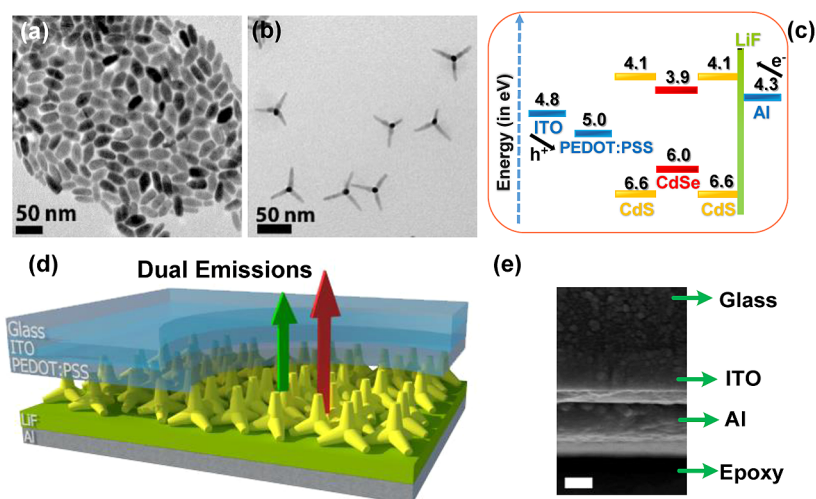 (a)
50 nm
(b)
50 nm
(c)
Energy (in eV)
LiF
e-
4.1
3.9
4.1
4.3
Al
4.8
ITO
5.0
PEDOT:PSS
h+
6.0
CdSe
6.6
CdS
6.6
CdS
(d)
Dual Emissions
Glass
ITO
PEDOT:PSS
LiF
Al
(e)
Glass
ITO
Al
Epoxy